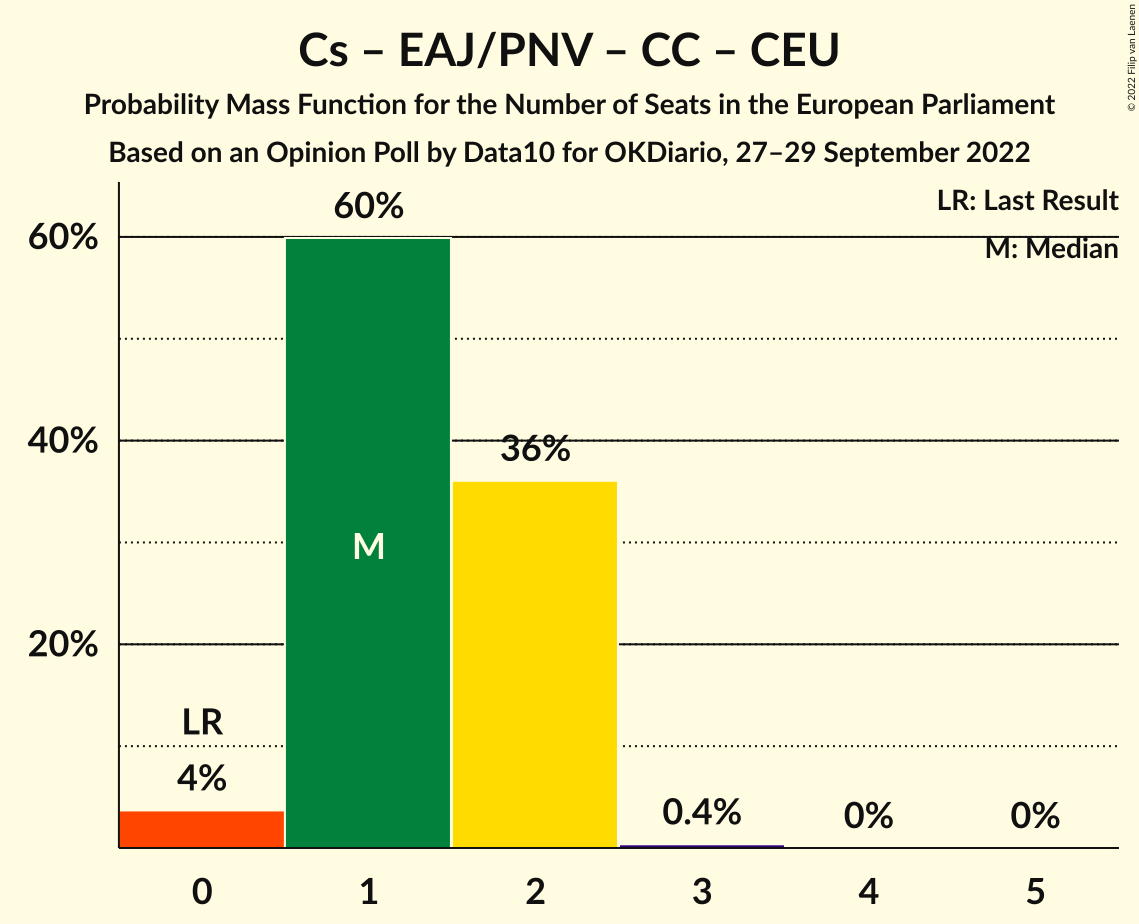 Cs – EAJ/PNV – CC – CEU
Probability Mass Function for the Number of Seats in the European Parliament
Based on an Opinion Poll by Data10 for OKDiario, 27–29 September 2022
© 2022 Filip van Laenen
LR: Last Result
M: Median
60%
60%
40%
36%
M
20%
LR
4%
0.4%
0%
0%
0
1
2
3
4
5